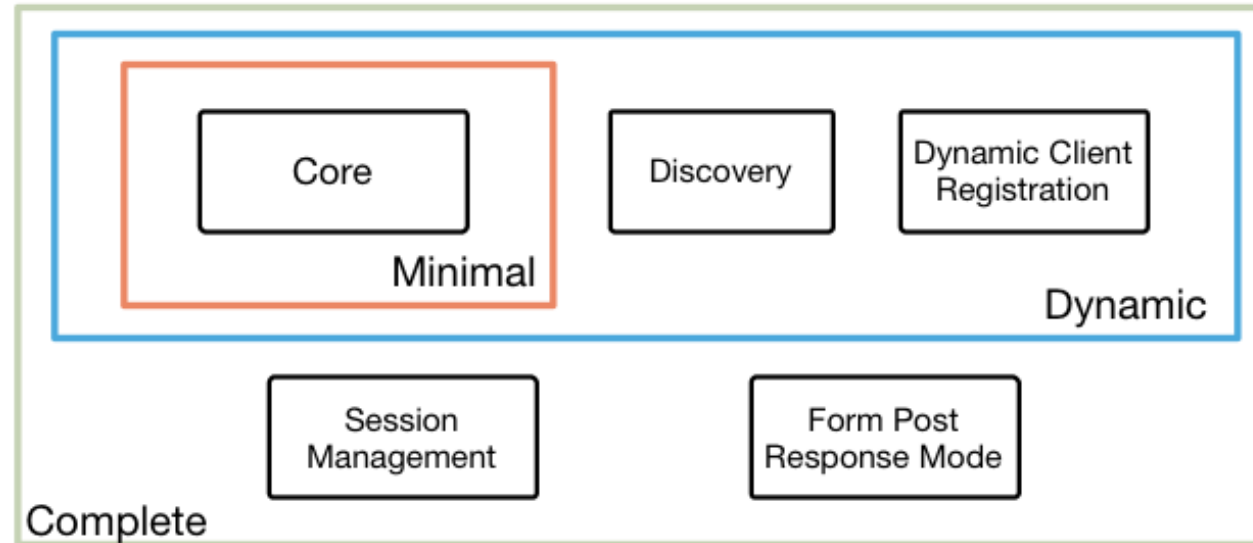 Core
Discovery
Dynamic Client
Registration
Minimal
Dynamic
Session
Management
Form Post
Response Mode
Complete